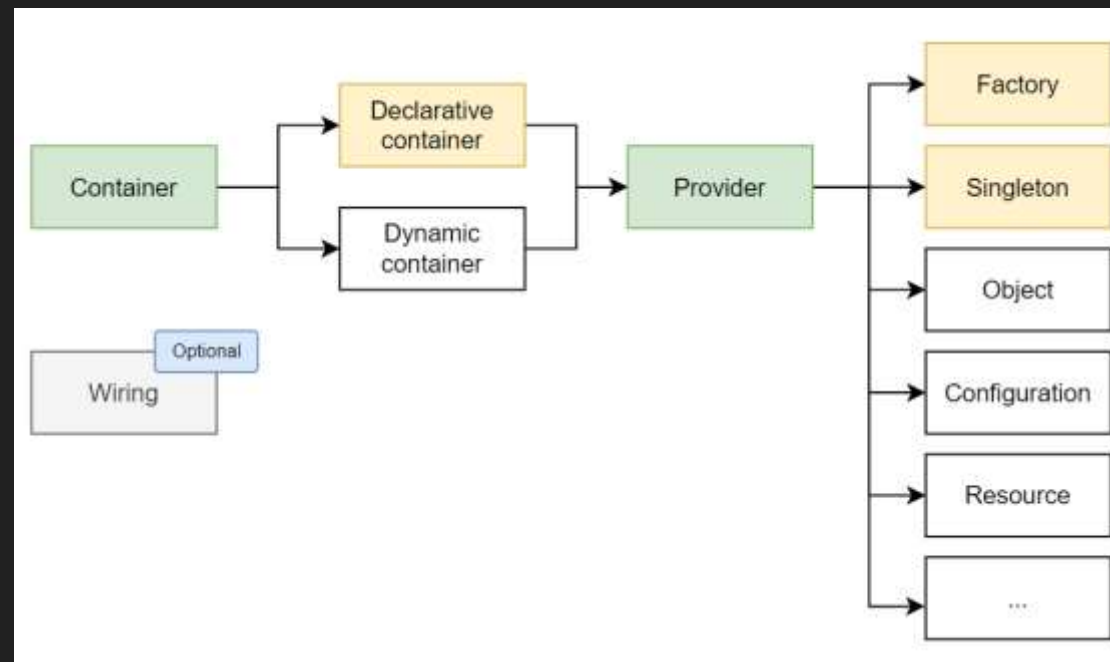 Container
Declarative
container
Dynamic
container
Provider
Factory
Singleton
Object
Configuration
Resource
...
Optional
Wiring